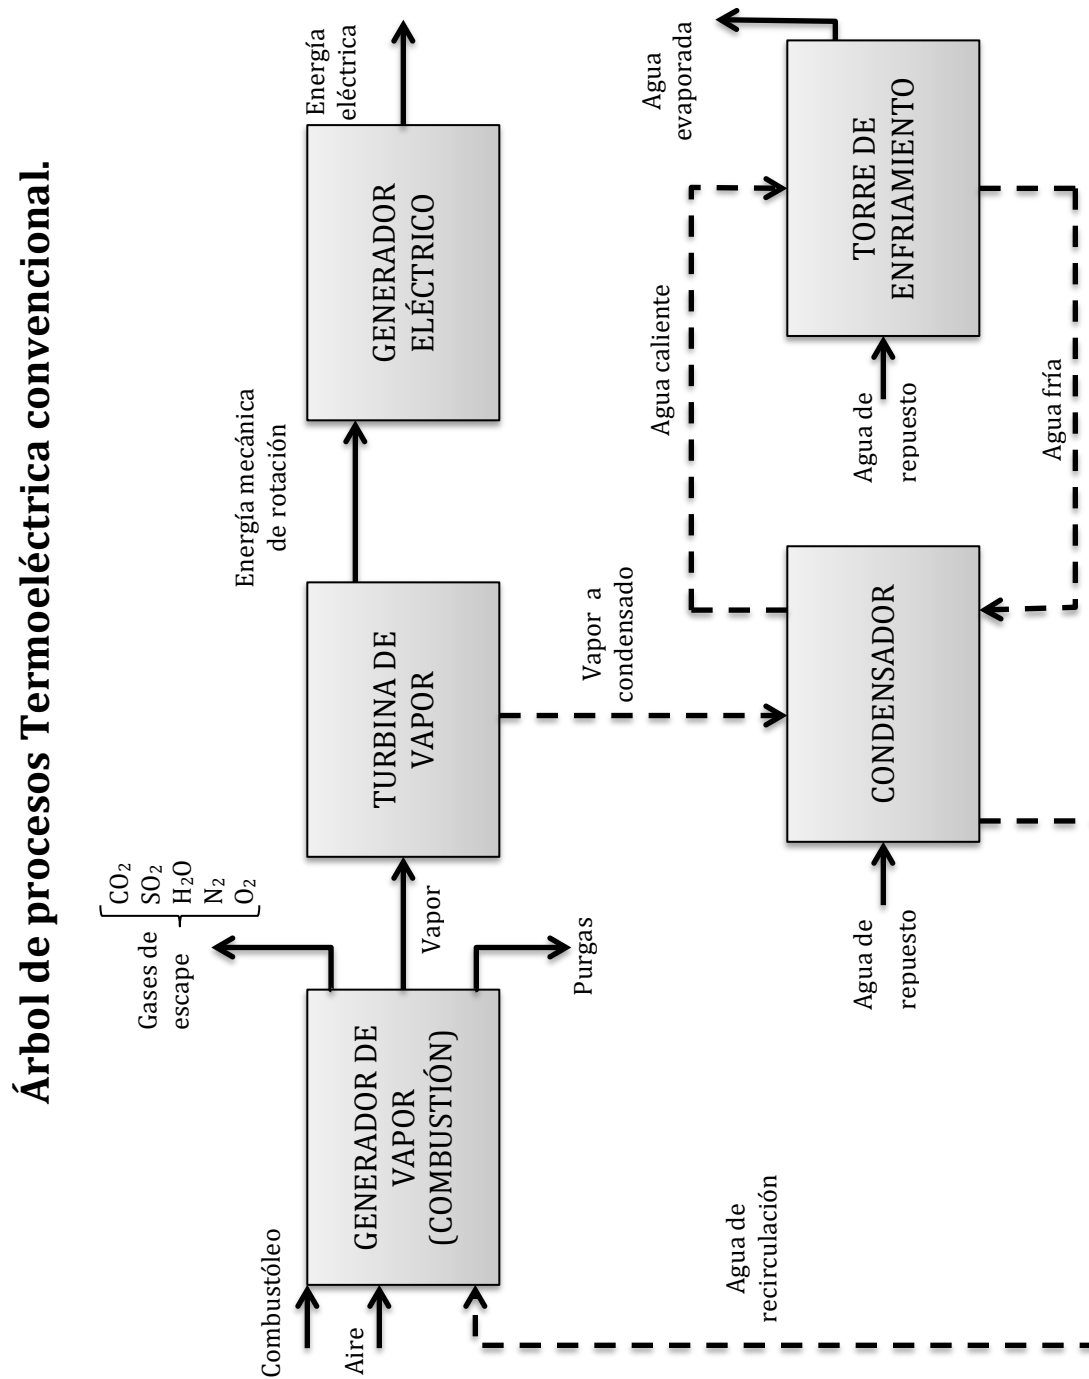 Árbol de procesos Termoeléctrica convencional.
Gases de
escape
CO₂
SO₂
H₂O
N₂
O₂
Combustóleo
Aire
GENERADOR DE
VAPOR
(COMBUSTIÓN)
Vapor
Purgas
TURBINA DE
VAPOR
Energía mecánica
de rotación
GENERADOR
ELÉCTRICO
Energía
eléctrica
Vapor a
condensado
Agua caliente
Agua
evaporada
Agua de
recirculación
Agua de
repuesto
CONDENSADOR
Agua de
repuesto
TORRE DE
ENFRIAMIENTO
Agua fría